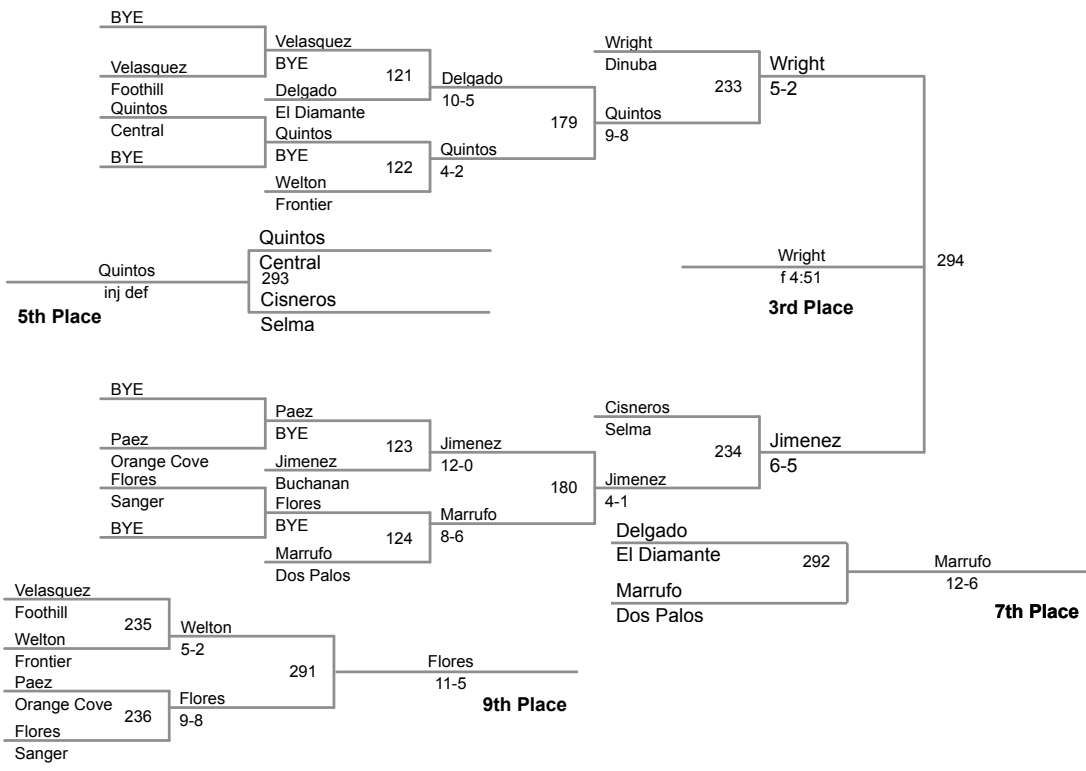 BYE
Velasquez
Foothill
Quintos
Central
BYE
Velasquez
BYE
121
Delgado
El Diamante
Quintos
BYE
122
Welton
Frontier
Delgado
10-5
179
Quintos
4-2
Wright
Dinuba
233
Quintos
9-8
Wright
5-2
294
Wright
f 4:51
3rd Place
Quintos
Central
293
Cisneros
Selma
Quintos
inj def
5th Place
BYE
Paez
Orange Cove
Flores
Sanger
BYE
Paez
BYE
123
Jimenez
Buchanan
Flores
BYE
124
Marrufo
Dos Palos
Jimenez
12-0
180
Marrufo
8-6
Cisneros
Selma
234
Jimenez
4-1
Jimenez
6-5
Delgado
El Diamante
292
Marrufo
Dos Palos
Marrufo
12-6
7th Place
Velasquez
Foothill
235
Welton
Frontier
Paez
Orange Cove
236
Flores
Sanger
Welton
5-2
291
Flores
9-8
Flores
11-5
9th Place